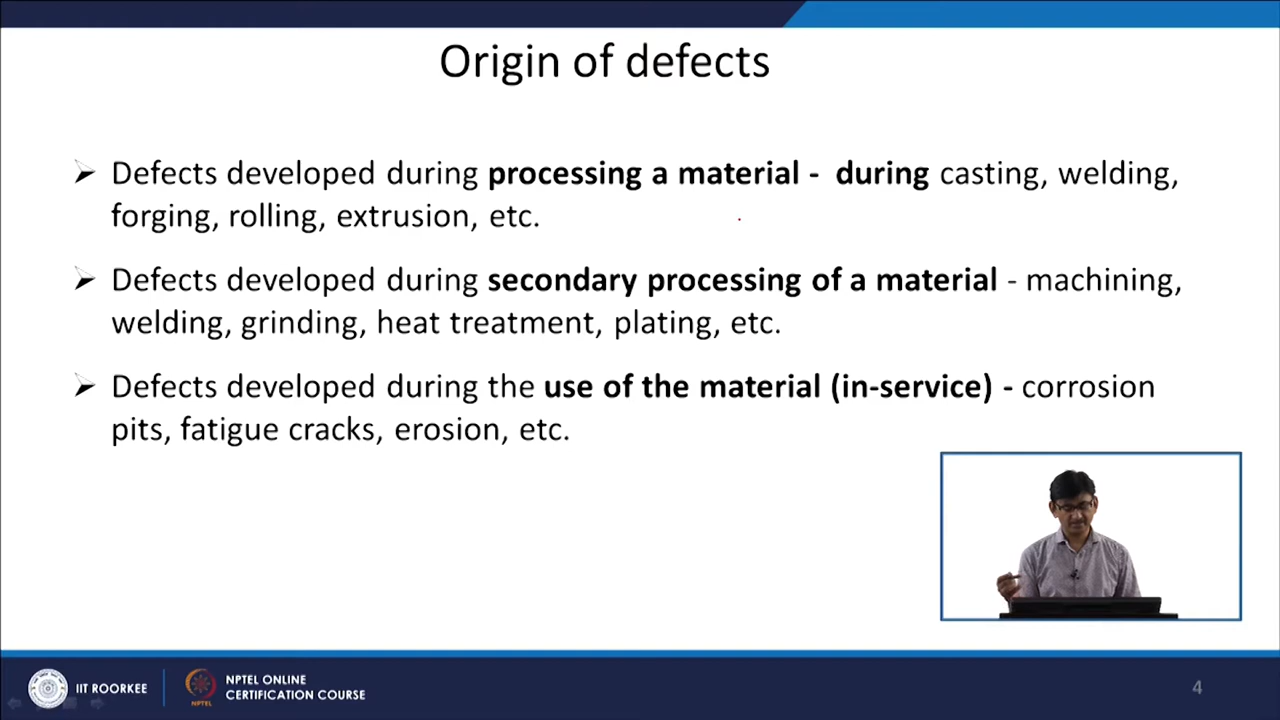 Origin of defects
Defects developed during processing a material - during casting, welding,
forging, rolling, extrusion, etc.
Defects developed during secondary processing of a material - machining,
welding, grinding, heat treatment, plating, etc.
Defects developed during the use of the material (in-service) - corrosion
pits, fatigue cracks, erosion, etc.
IIT ROORKEE
NPTEL
NPTEL ONLINE
CERTIFICATION COURSE
4